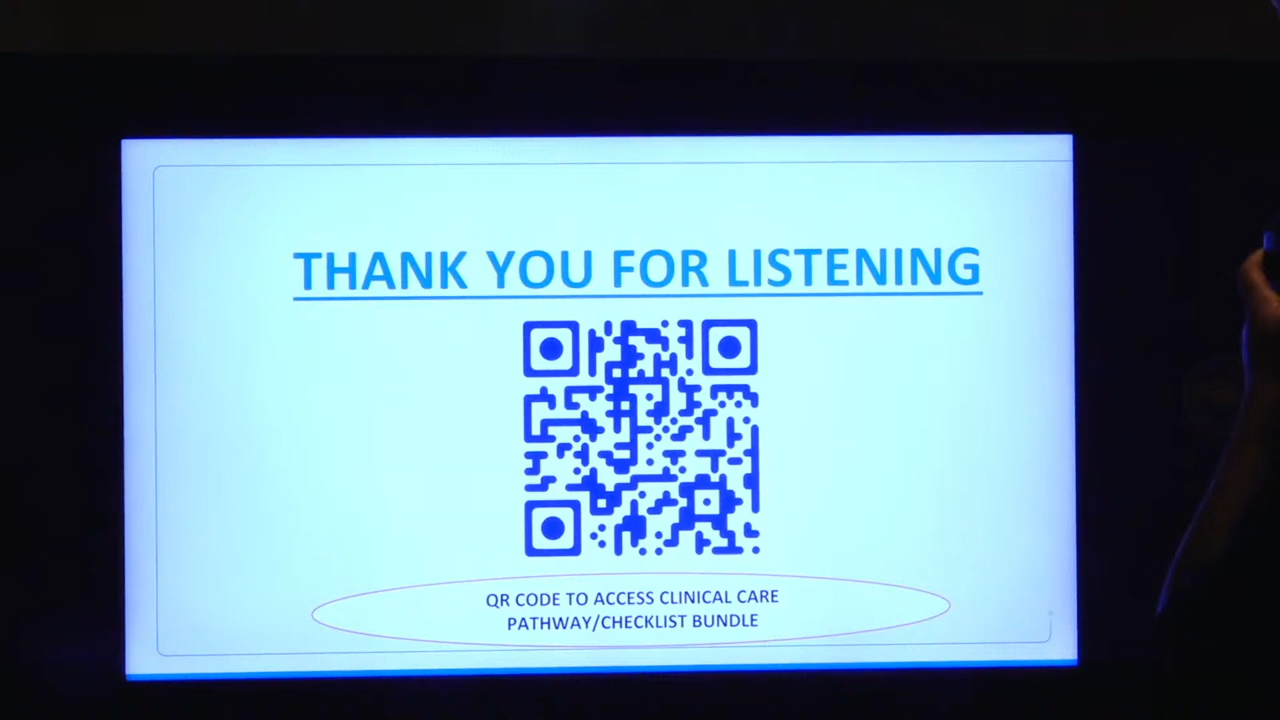 THANK YOU FOR LISTENING
QR CODE TO ACCESS CLINICAL CARE
PATHWAY/CHECKLIST BUNDLE